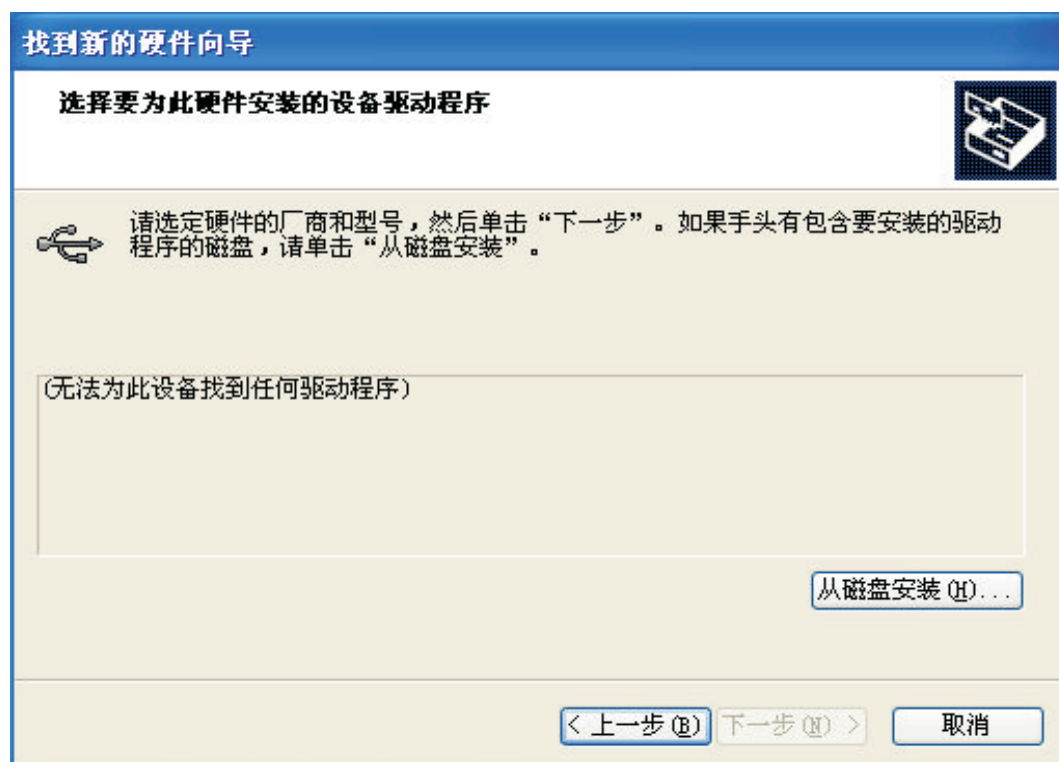 找到新的硬件向导
选择要为此硬件安装的设备驱动程序
请选定硬件的厂商和型号，然后单击“下一步”。如果手头有包含要安装的驱动
程序的磁盘，请单击“从磁盘安装”。
(无法为此设备找到任何驱动程序)
从磁盘安装(H)...
< 上一步(B) 下一步(N) > 取消